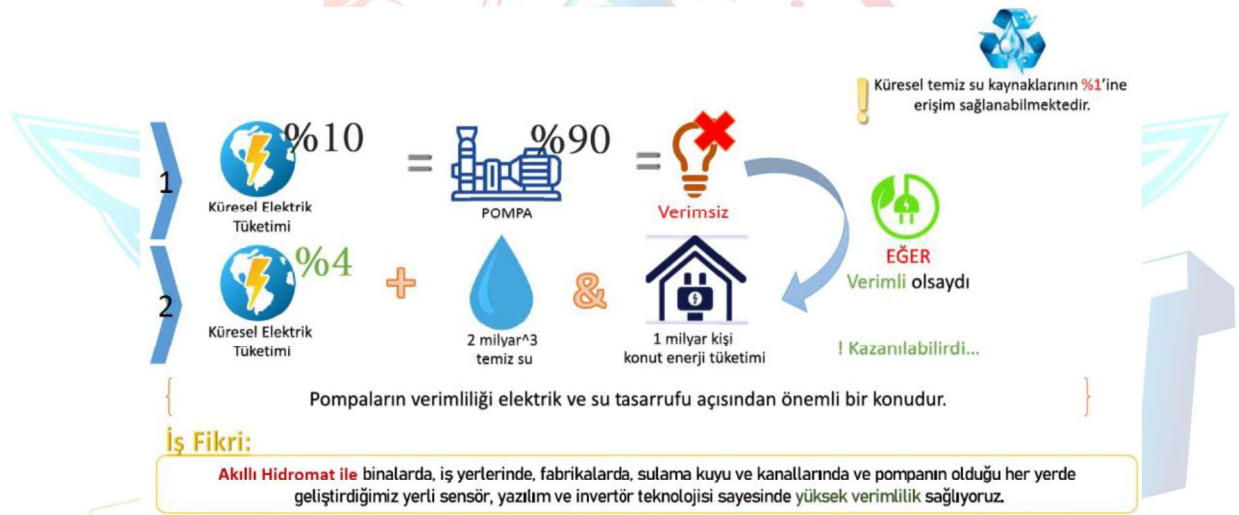 Küresel temiz su kaynaklarının %1'ine
erişim sağlanabilmektedir.
1
%10
Küresel Elektrik
Tüketimi
=
%90
POMPA
=
Verimsiz
EĞER
Verimli olsaydı
2
%4
Küresel Elektrik
Tüketimi
+
2 milyar^3
temiz su
&
1 milyar kişi
konut enerji tüketimi
! Kazanılabilirdi...
Pompaların verimliliği elektrik ve su tasarrufu açısından önemli bir konudur.
İş Fikri:
Akıllı Hidromat ile binalarda, iş yerlerinde, fabrikalarda, sulama kuyu ve kanallarında ve pompanın olduğu her yerde
geliştirdiğimiz yerli sensör, yazılım ve invertör teknolojisi sayesinde yüksek verimlilik sağlıyoruz.